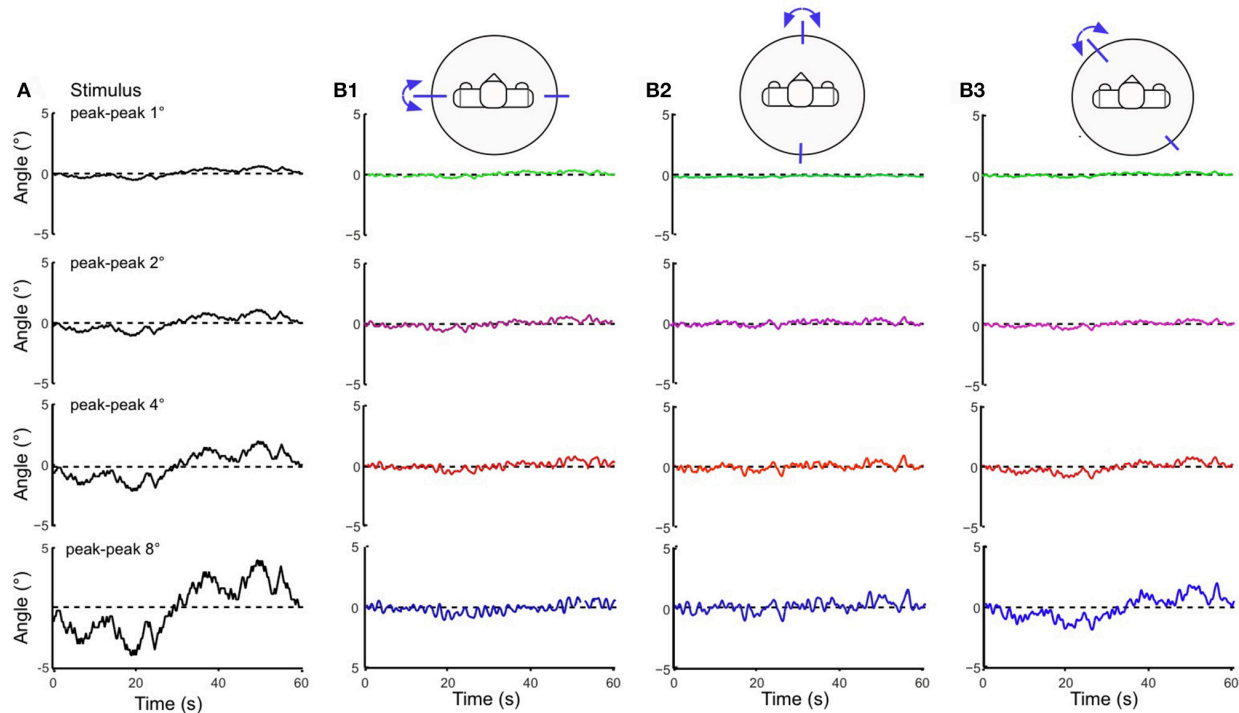 A Stimulus B1 B2 B3
peak-peak 1°
5 5 5 5
Angle (°)
0 0 0 0
−5 −5 −5 −5
peak-peak 2°
5 5 5 5
Angle (°)
0 0 0 0
−5 −5 −5 −5
peak-peak 4°
5 5 5 5
Angle (°)
0 0 0 0
−5 −5 −5 −5
peak-peak 8°
5 5 5 5
Angle (°)
0 0 0 0
-5 5 −5 −5
0 20 40 60 0 20 40 60 0 20 40 60 0 20 40 60
Time (s) Time (s) Time (s) Time (s)